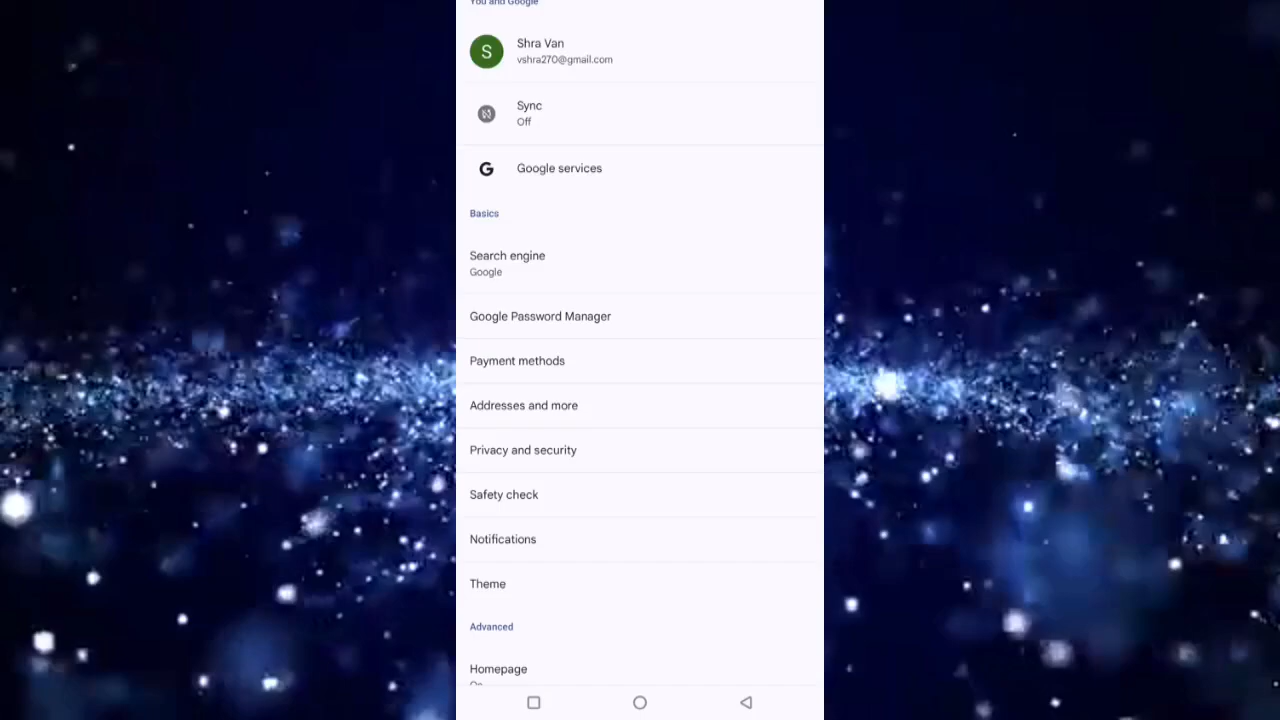 You and Google
S
Shra Van
vshra270@gmail.com
Sync
Off
G
Google services
Basics
Search engine
Google
Google Password Manager
Payment methods
Addresses and more
Privacy and security
Safety check
Notifications
Theme
Advanced
Homepage
On